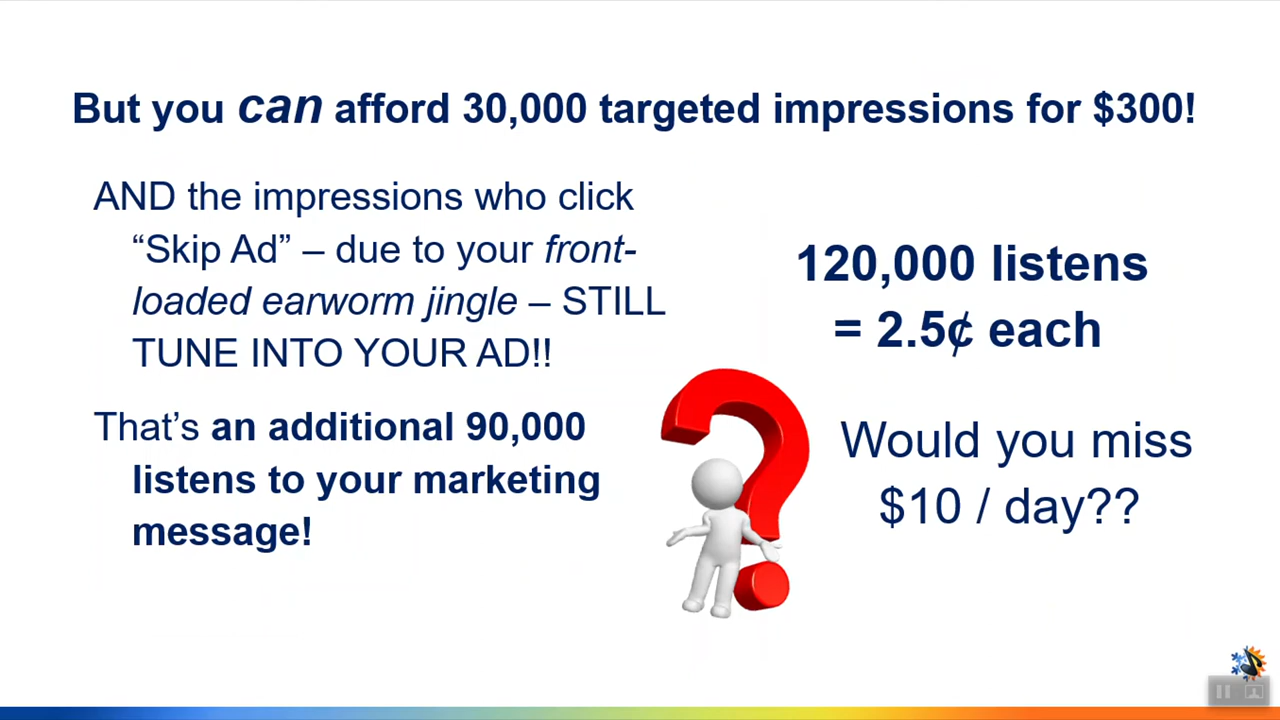 But you can afford 30,000 targeted impressions for $300!
AND the impressions who click
“Skip Ad” – due to your front-
loaded earworm jingle – STILL
TUNE INTO YOUR AD!!
That’s an additional 90,000
listens to your marketing
message!
120,000 listens
= 2.5¢ each
Would you miss
$10 / day??